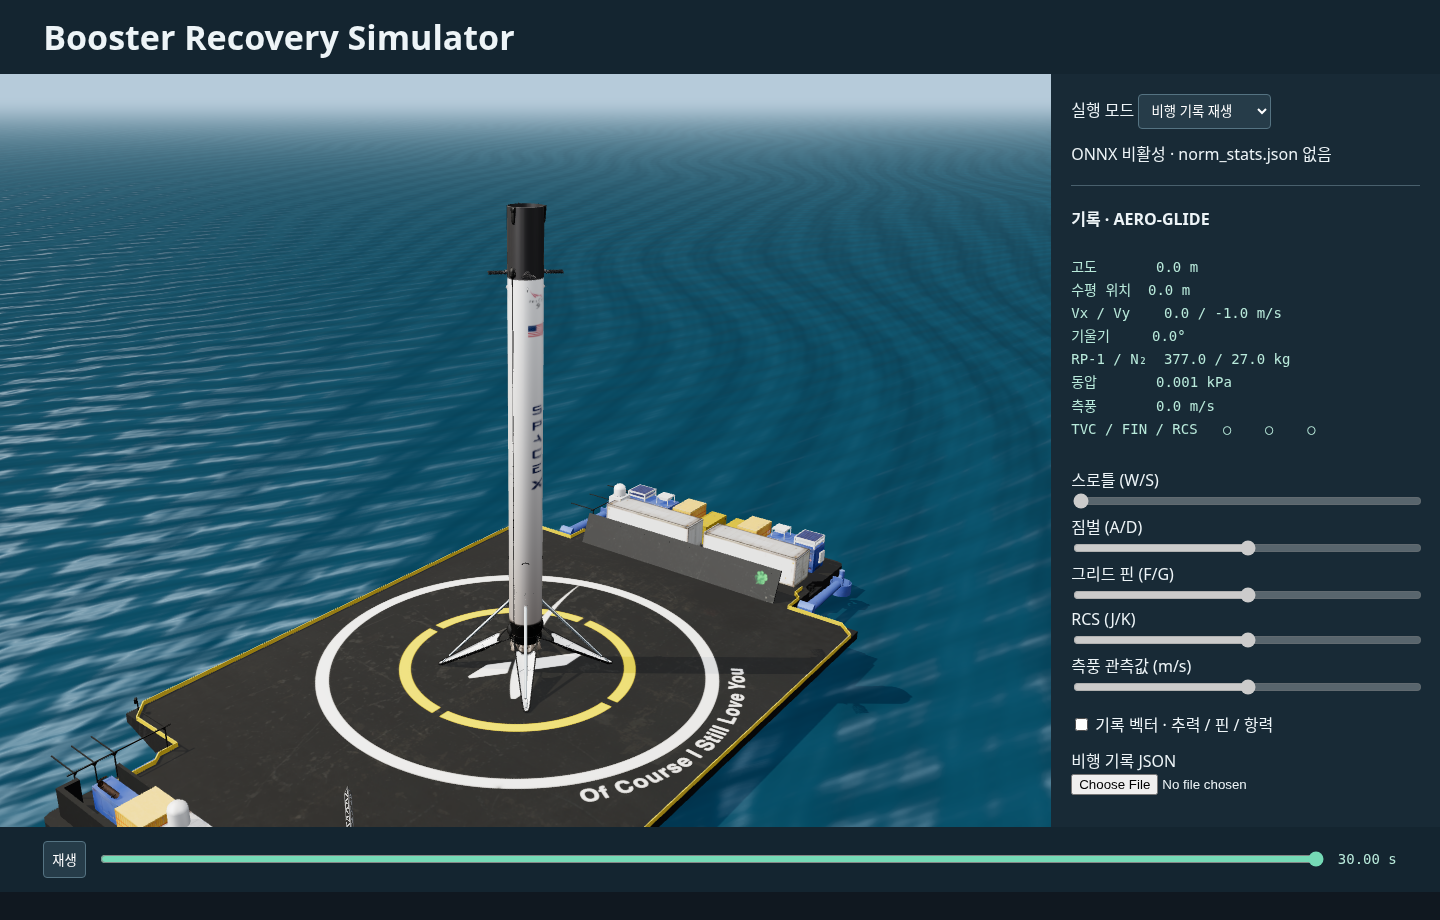 Booster Recovery Simulator
실행 모드 비행 기록 재생
ONNX 비활성 · norm_stats.json 없음
기록 · AERO-GLIDE
고도 0.0 m
수평 위치 0.0 m
Vx / Vy 0.0 / -1.0 m/s
기울기 0.0°
RP-1 / N₂ 377.0 / 27.0 kg
동압 0.001 kPa
측풍 0.0 m/s
TVC / FIN / RCS ○ ○ ○
스로틀 (W/S)
짐벌 (A/D)
그리드 핀 (F/G)
RCS (J/K)
측풍 관측값 (m/s)
기록 벡터 · 추력 / 핀 / 항력
비행 기록 JSON
Choose File No file chosen
SPACEX
Of Course I Still Love You
재생 30.00 s